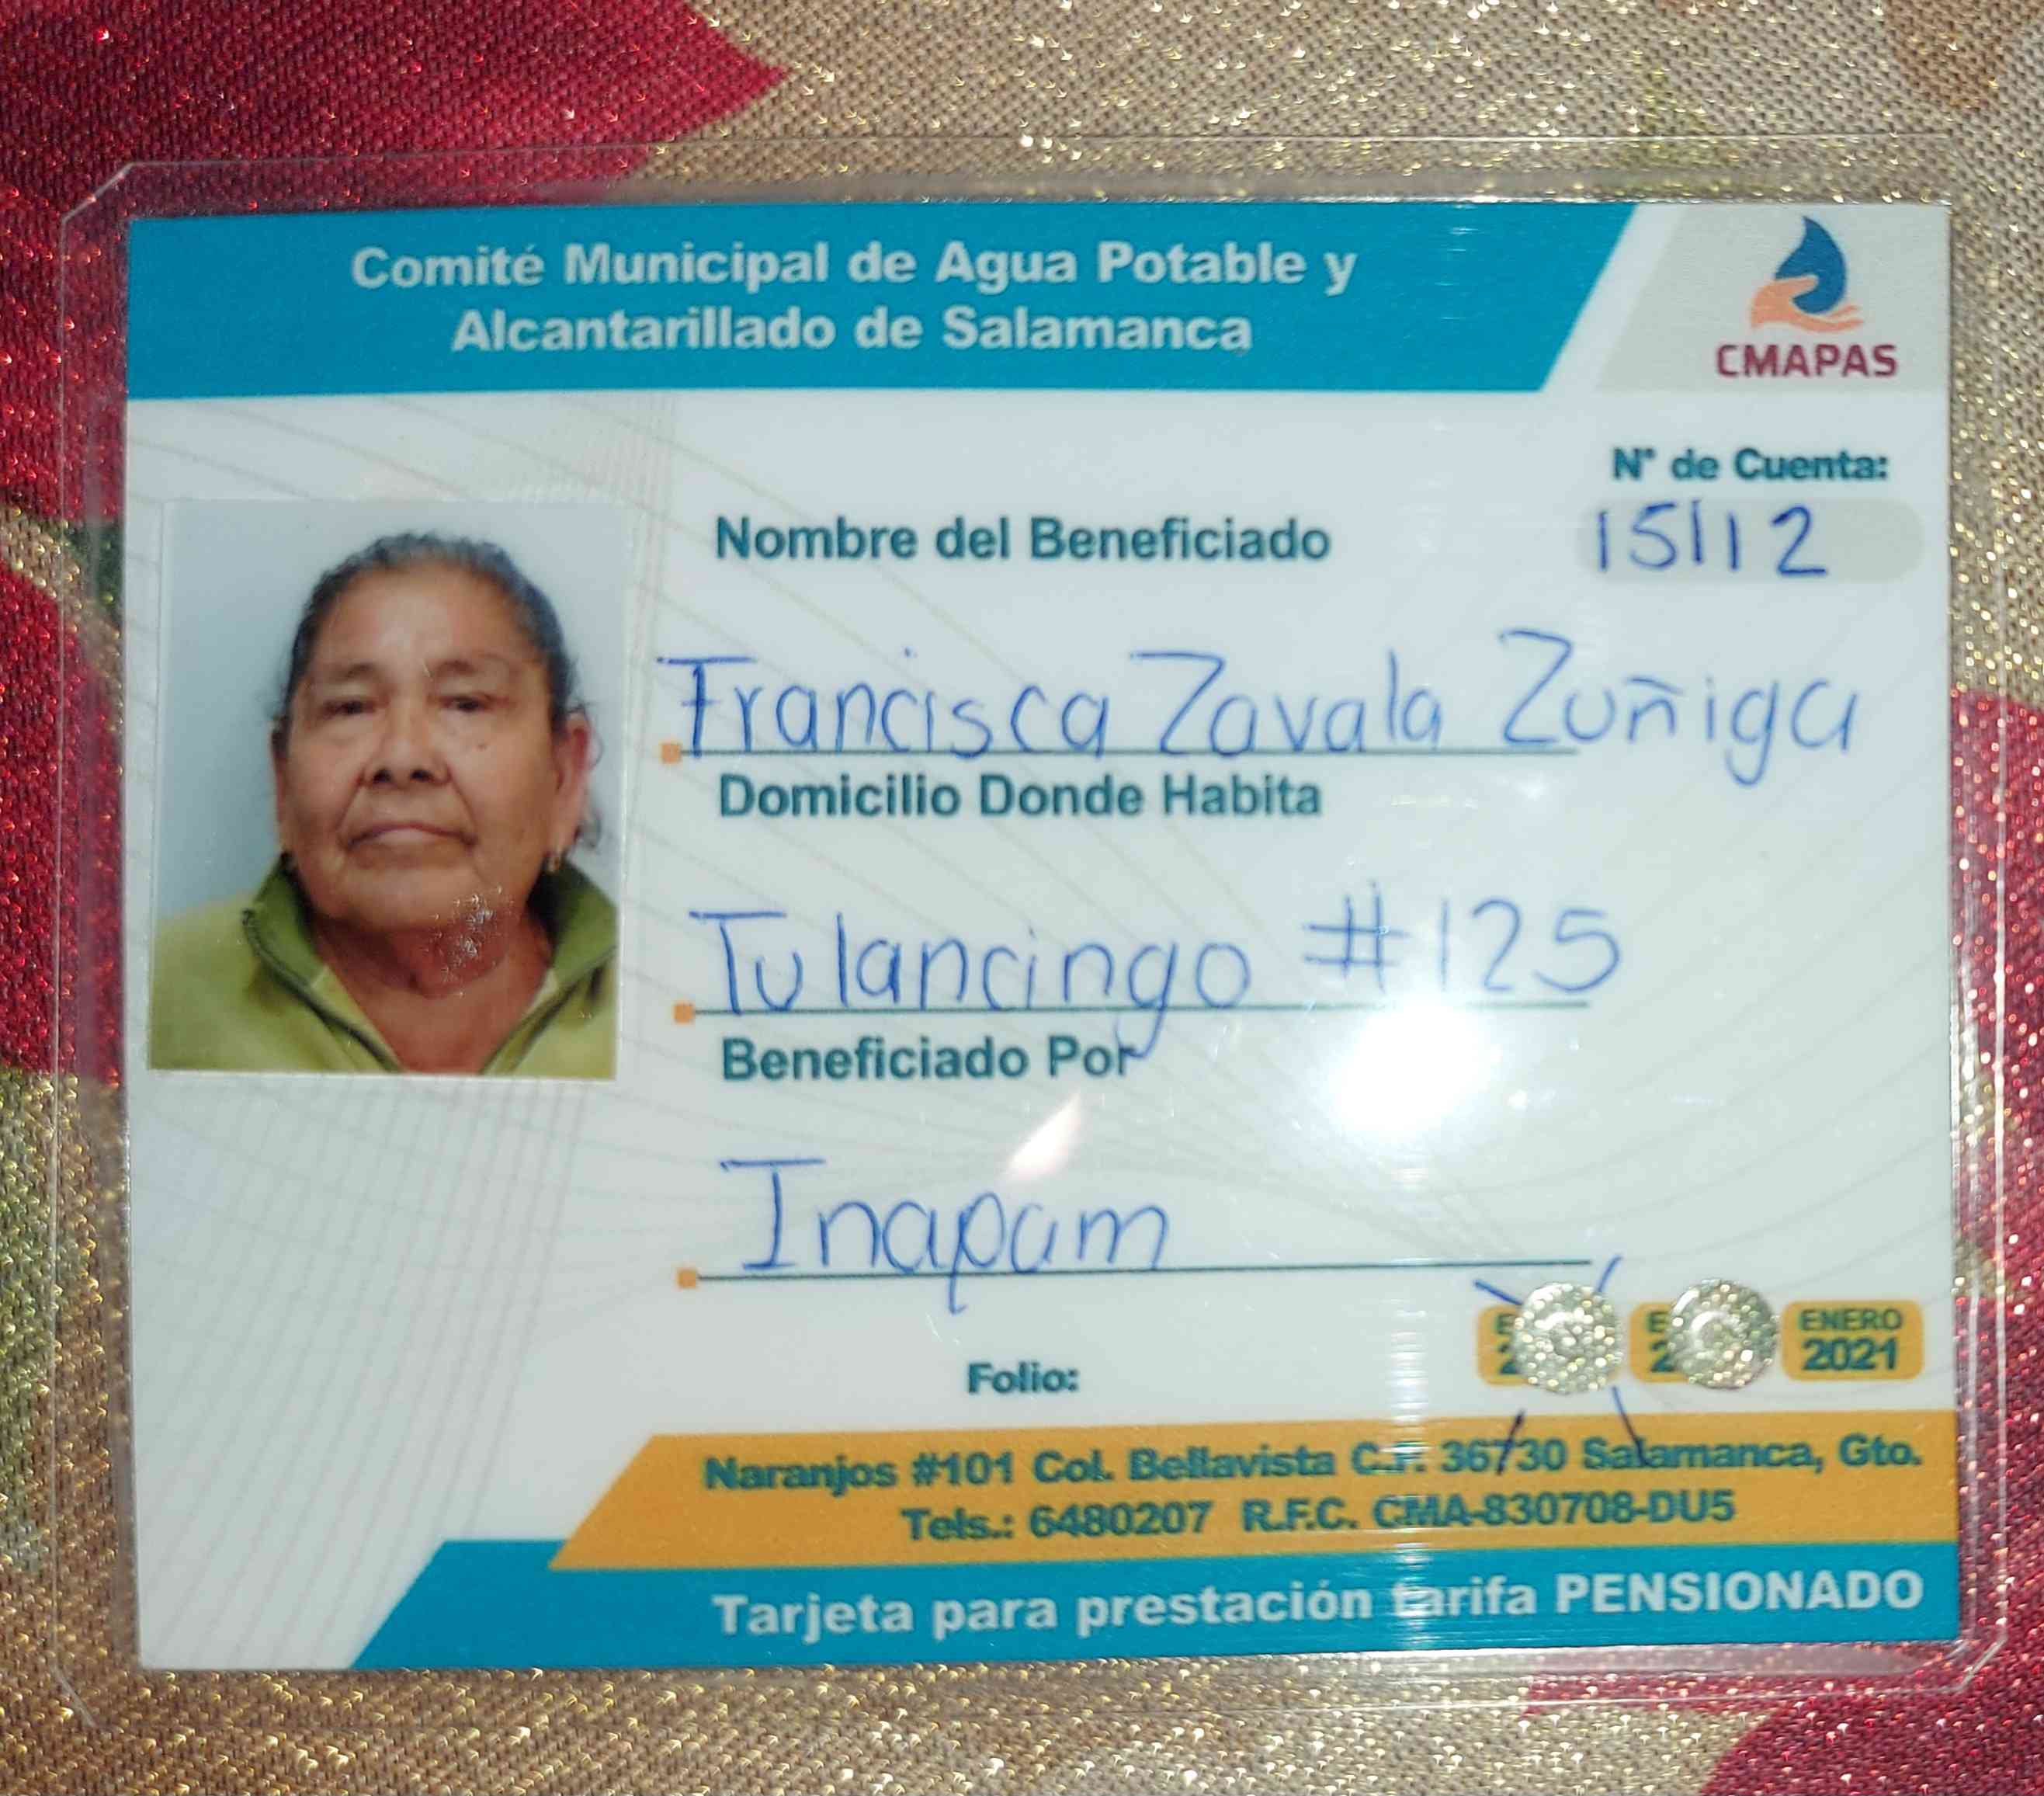 Comité Municipal de Agua Potable y
Alcantarillado de Salamanca
CMAPAS
N° de Cuenta:
15112
Nombre del Beneficiado
Francisca Zavala Zuñiga
Domicilio Donde Habita
Tulancingo #125
Beneficiado Por
Inapam
ENERO
2021
Folio:
Naranjos #101 Col. Bellavista C.P. 36730 Salamanca, Gto.
Tels.: 6480207 R.F.C. CMA-830708-DU5
Tarjeta para prestación tarifa PENSIONADO